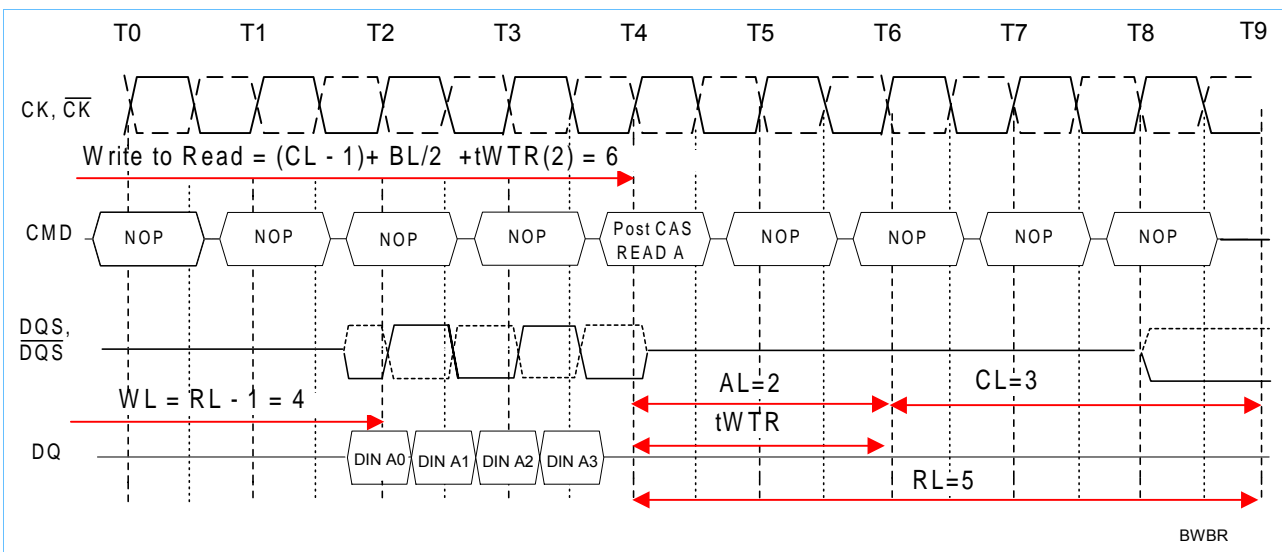 T0 T1 T2 T3 T4 T5 T6 T7 T8 T9
CK, CK
Write to Read = (CL - 1)+ BL/2 +tWTR(2) = 6
CMD NOP NOP NOP NOP Post CAS READ A NOP NOP NOP NOP
DQS,
DQS
AL=2 CL=3
WL = RL - 1 = 4
tWTR
DQ DIN A0 DIN A1 DIN A2 DIN A3
RL=5
BWBR